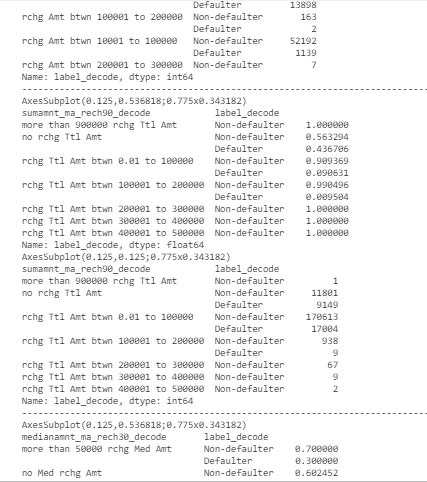 Defaulter 13898
rchg Amt btwn 100001 to 200000 Non-defaulter 163
Defaulter 2
rchg Amt btwn 10001 to 100000 Non-defaulter 52192
Defaulter 1139
rchg Amt btwn 200001 to 300000 Non-defaulter 7
Name: label_decode, dtype: int64
--------------------------------------------------------------------------------
AxesSubplot(0.125,0.536818;0.775x0.343182)
sumamnt_ma_rech90_decode label_decode
more than 900000 rchg Ttl Amt Non-defaulter 1.000000
no rchg Ttl Amt Non-defaulter 0.563294
Defaulter 0.436706
rchg Ttl Amt btwn 0.01 to 100000 Non-defaulter 0.909369
Defaulter 0.090631
rchg Ttl Amt btwn 100001 to 200000 Non-defaulter 0.990496
Defaulter 0.009504
rchg Ttl Amt btwn 200001 to 300000 Non-defaulter 1.000000
rchg Ttl Amt btwn 300001 to 400000 Non-defaulter 1.000000
rchg Ttl Amt btwn 400001 to 500000 Non-defaulter 1.000000
Name: label_decode, dtype: float64
AxesSubplot(0.125,0.125;0.775x0.343182)
sumamnt_ma_rech90_decode label_decode
more than 900000 rchg Ttl Amt Non-defaulter 1
no rchg Ttl Amt Non-defaulter 11801
Defaulter 9149
rchg Ttl Amt btwn 0.01 to 100000 Non-defaulter 170613
Defaulter 17004
rchg Ttl Amt btwn 100001 to 200000 Non-defaulter 938
Defaulter 9
rchg Ttl Amt btwn 200001 to 300000 Non-defaulter 67
rchg Ttl Amt btwn 300001 to 400000 Non-defaulter 9
rchg Ttl Amt btwn 400001 to 500000 Non-defaulter 2
Name: label_decode, dtype: int64
--------------------------------------------------------------------------------
AxesSubplot(0.125,0.536818;0.775x0.343182)
medianamnt_ma_rech30_decode label_decode
more than 50000 rchg Med Amt Non-defaulter 0.700000
Defaulter 0.300000
no Med rchg Amt Non-defaulter 0.602452